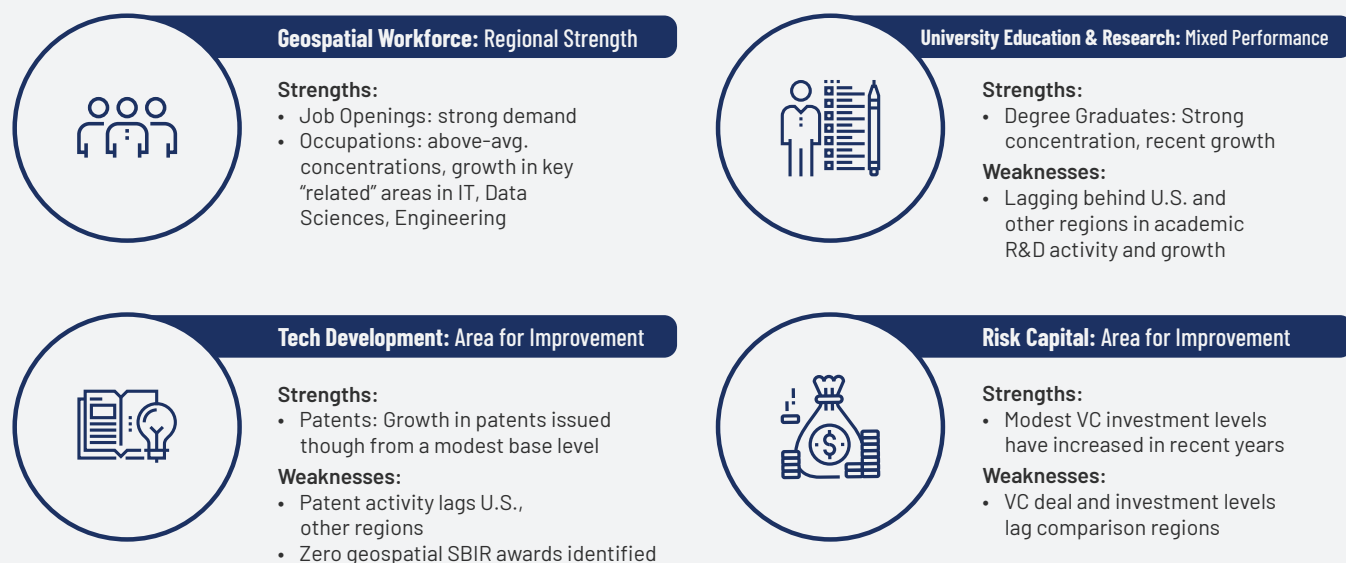 Geospatial Workforce: Regional Strength
Strengths:
• Job Openings: strong demand
• Occupations: above-avg.
concentrations, growth in key
“related” areas in IT, Data
Sciences, Engineering
University Education & Research: Mixed Performance
Strengths:
• Degree Graduates: Strong
concentration, recent growth
Weaknesses:
• Lagging behind U.S. and
other regions in academic
R&D activity and growth
Tech Development: Area for Improvement
Strengths:
• Patents: Growth in patents issued
though from a modest base level
Weaknesses:
• Patent activity lags U.S.,
other regions
• Zero geospatial SBIR awards identified
Risk Capital: Area for Improvement
Strengths:
• Modest VC investment levels
have increased in recent years
Weaknesses:
• VC deal and investment levels
lag comparison regions
$